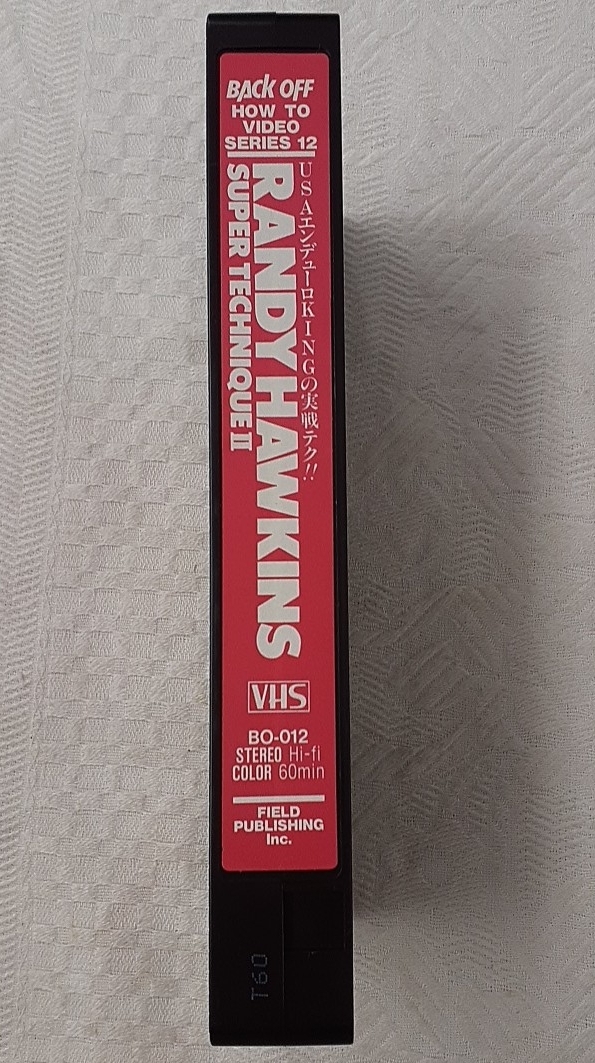 BACK OFF
HOW TO
VIDEO
SERIES 12
USAエンデューロKINGの実戦テク!!
RANDY HAWKINS
SUPER TECHNIQUE II
VHS
BO-012
STEREO Hi-fi
COLOR 60min
FIELD
PUBLISHING
Inc.
T60